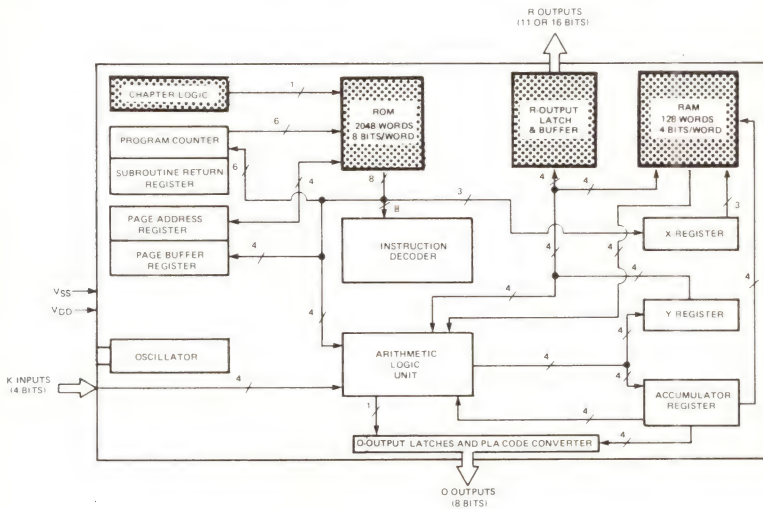 R OUTPUTS
(11 OR 16 BITS)
CHAPTER LOGIC
1
ROM
2048 WORDS
8 BITS/WORD
R-OUTPUT
LATCH
& BUFFER
RAM
128 WORDS
4 BITS/WORD
PROGRAM COUNTER
6
SUBROUTINE RETURN
REGISTER
6
4
8
4
4
PAGE ADDRESS
REGISTER
8
3
3
X REGISTER
PAGE BUFFER
REGISTER
4
INSTRUCTION
DECODER
4
4
4
VSS
VDD
4
4
4
Y REGISTER
OSCILLATOR
ARITHMETIC
LOGIC
UNIT
4
4
4
K INPUTS
(4 BITS)
4
ACCUMULATOR
REGISTER
1
4
O-OUTPUT LATCHES AND PLA CODE CONVERTER
4
O OUTPUTS
(8 BITS)